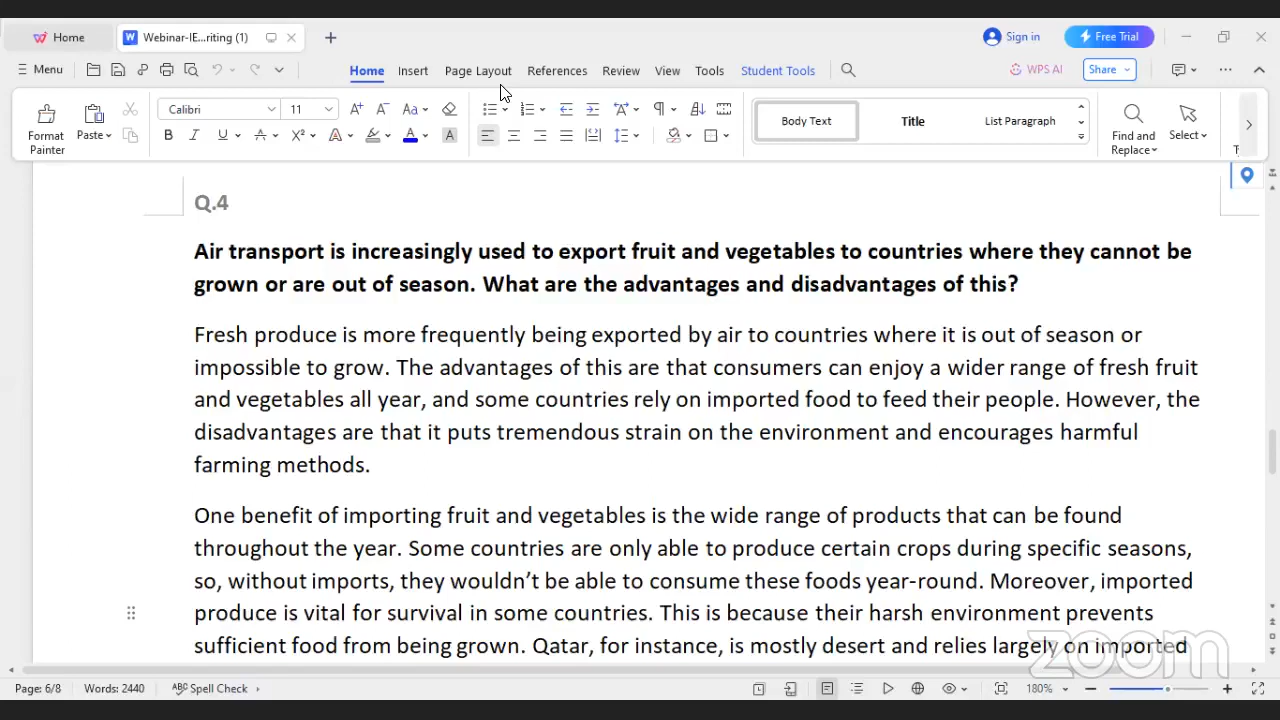 Home
Webinar-IE...riting (1)
Sign in
Free Trial
Menu
Home Insert Page Layout References Review View Tools Student Tools
WPS AI
Share
Format
Painter
Paste
Calibri
11
Body Text
Title
List Paragraph
Find and
Replace
Select
Q.4
Air transport is increasingly used to export fruit and vegetables to countries where they cannot be
grown or are out of season. What are the advantages and disadvantages of this?
Fresh produce is more frequently being exported by air to countries where it is out of season or
impossible to grow. The advantages of this are that consumers can enjoy a wider range of fresh fruit
and vegetables all year, and some countries rely on imported food to feed their people. However, the
disadvantages are that it puts tremendous strain on the environment and encourages harmful
farming methods.
One benefit of importing fruit and vegetables is the wide range of products that can be found
throughout the year. Some countries are only able to produce certain crops during specific seasons,
so, without imports, they wouldn’t be able to consume these foods year-round. Moreover, imported
produce is vital for survival in some countries. This is because their harsh environment prevents
sufficient food from being grown. Qatar, for instance, is mostly desert and relies largely on imported
zoom
Page: 6/8
Words: 2440
Spell Check
180%